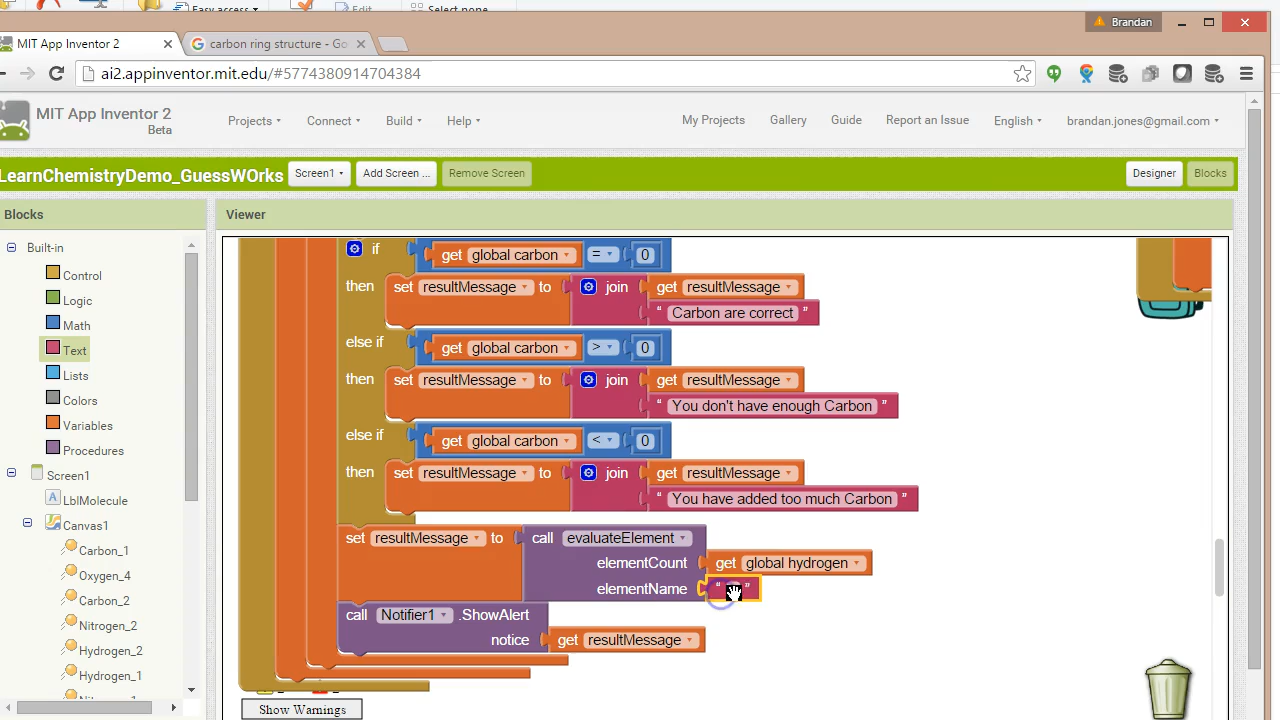 Easy access
Edit
Select none
Brandan
MIT App Inventor 2
carbon ring structure - Go
ai2.appinventor.mit.edu/#5774380914704384
MIT App Inventor 2
Beta
Projects
Connect
Build
Help
My Projects
Gallery
Guide
Report an Issue
English
brandan.jones@gmail.com
LearnChemistryDemo_GuessWOrks
Screen1
Add Screen ...
Remove Screen
Designer
Blocks
Blocks
Viewer
Built-in
Control
Logic
Math
Text
Lists
Colors
Variables
Procedures
Screen1
LblMolecule
Canvas1
Carbon_1
Oxygen_4
Carbon_2
Nitrogen_2
Hydrogen_2
Hydrogen_1
if get global carbon = 0
then set resultMessage to join get resultMessage
“ Carbon are correct ”
else if get global carbon > 0
then set resultMessage to join get resultMessage
“ You don't have enough Carbon ”
else if get global carbon < 0
then set resultMessage to join get resultMessage
“ You have added too much Carbon ”
set resultMessage to call evaluateElement
elementCount get global hydrogen
elementName “ ”
call Notifier1 .ShowAlert
notice get resultMessage
Show Warnings